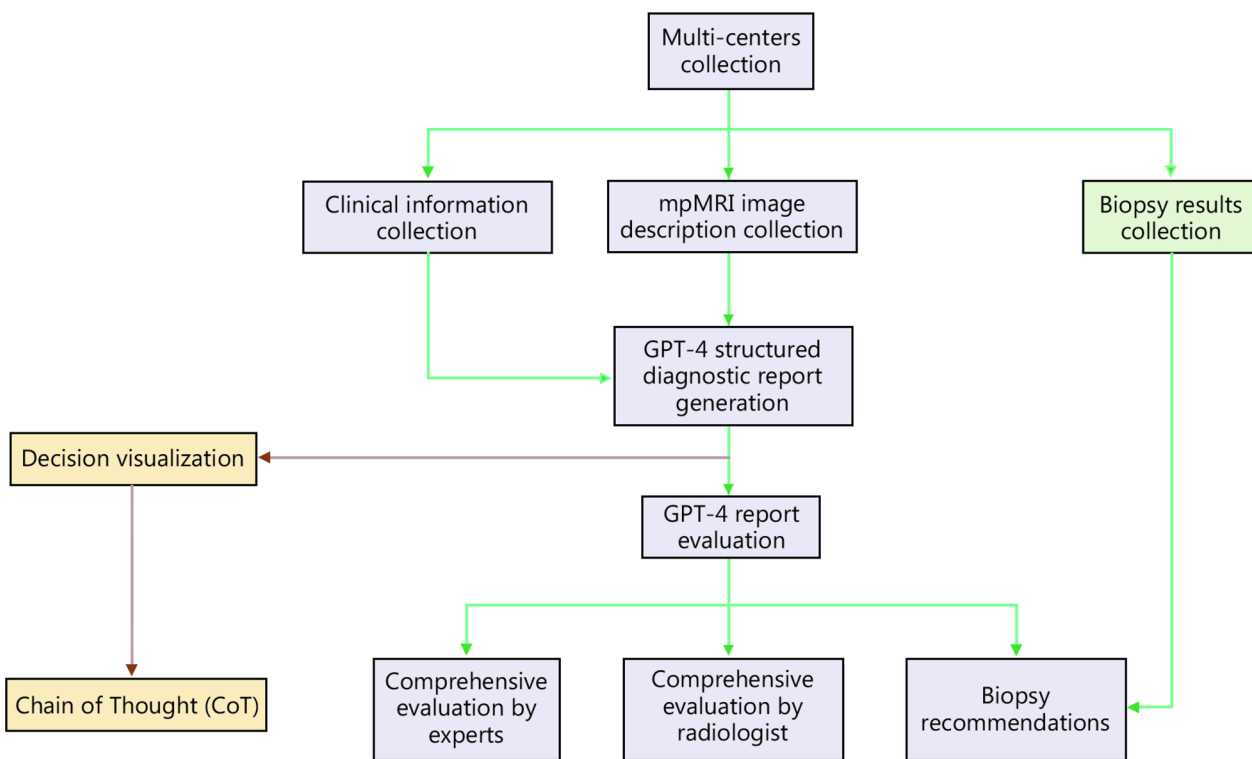 Multi-centers
collection
Clinical information
collection
mpMRI image
description collection
Biopsy results
collection
GPT-4 structured
diagnostic report
generation
Decision visualization
GPT-4 report
evaluation
Chain of Thought (CoT)
Comprehensive
evaluation by
experts
Comprehensive
evaluation by
radiologist
Biopsy
recommendations